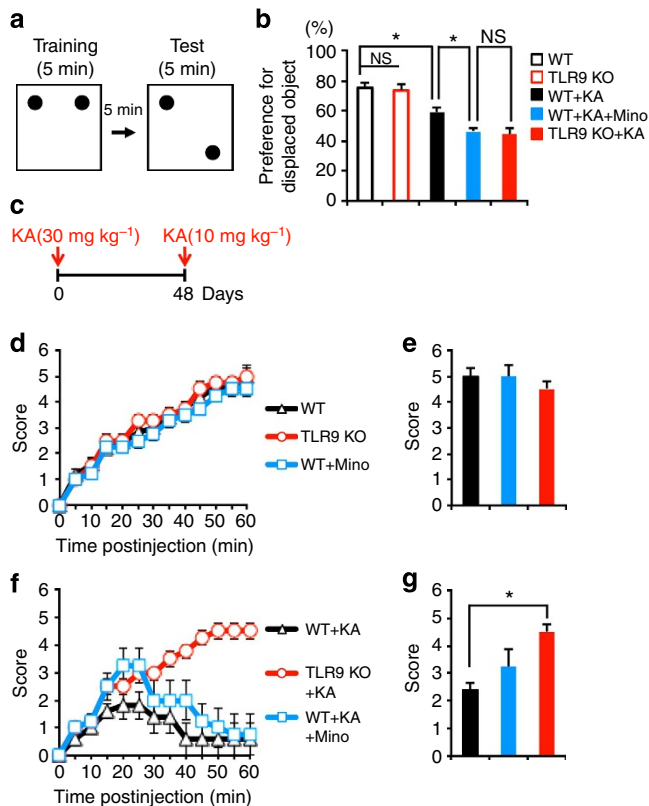 a
Training
(5 min)
Test
(5 min)
5 min
b
(%)
Preference for
displaced object
100
80
60
40
20
0
*
NS
*
NS
WT
TLR9 KO
WT+KA
WT+KA+Mino
TLR9 KO+KA
c
KA(30 mg kg⁻¹)
KA(10 mg kg⁻¹)
0
48 Days
d
Score
6
5
4
3
2
1
0
0 10 20 30 40 50 60
Time postinjection (min)
WT
TLR9 KO
WT+Mino
e
Score
6
5
4
3
2
1
0
f
Score
6
5
4
3
2
1
0
0 10 20 30 40 50 60
Time postinjection (min)
WT+KA
TLR9 KO
+KA
WT+KA
+Mino
g
Score
6
5
4
3
2
1
0
*